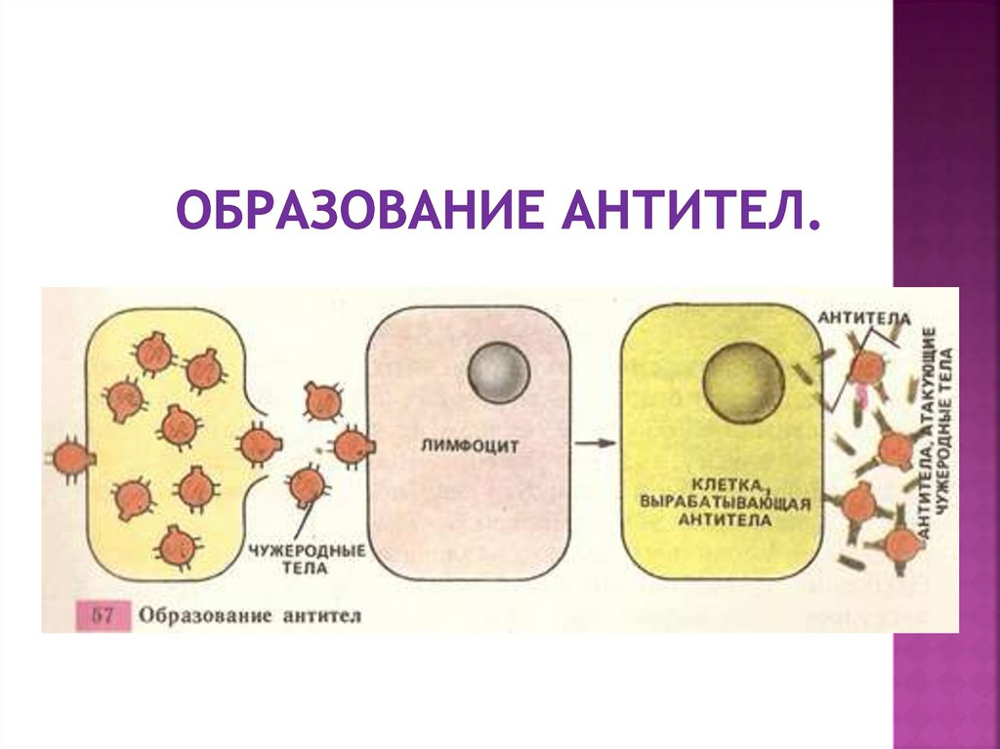 ОБРАЗОВАНИЕ АНТИТЕЛ.
ЧУЖЕРОДНЫЕ
ТЕЛА
ЛИМФОЦИТ
КЛЕТКА,
ВЫРАБАТЫВАЮЩАЯ
АНТИТЕЛА
АНТИТЕЛА
АНТИТЕЛА, АТАКУЮЩИЕ
ЧУЖЕРОДНЫЕ ТЕЛА
57 Образование антител